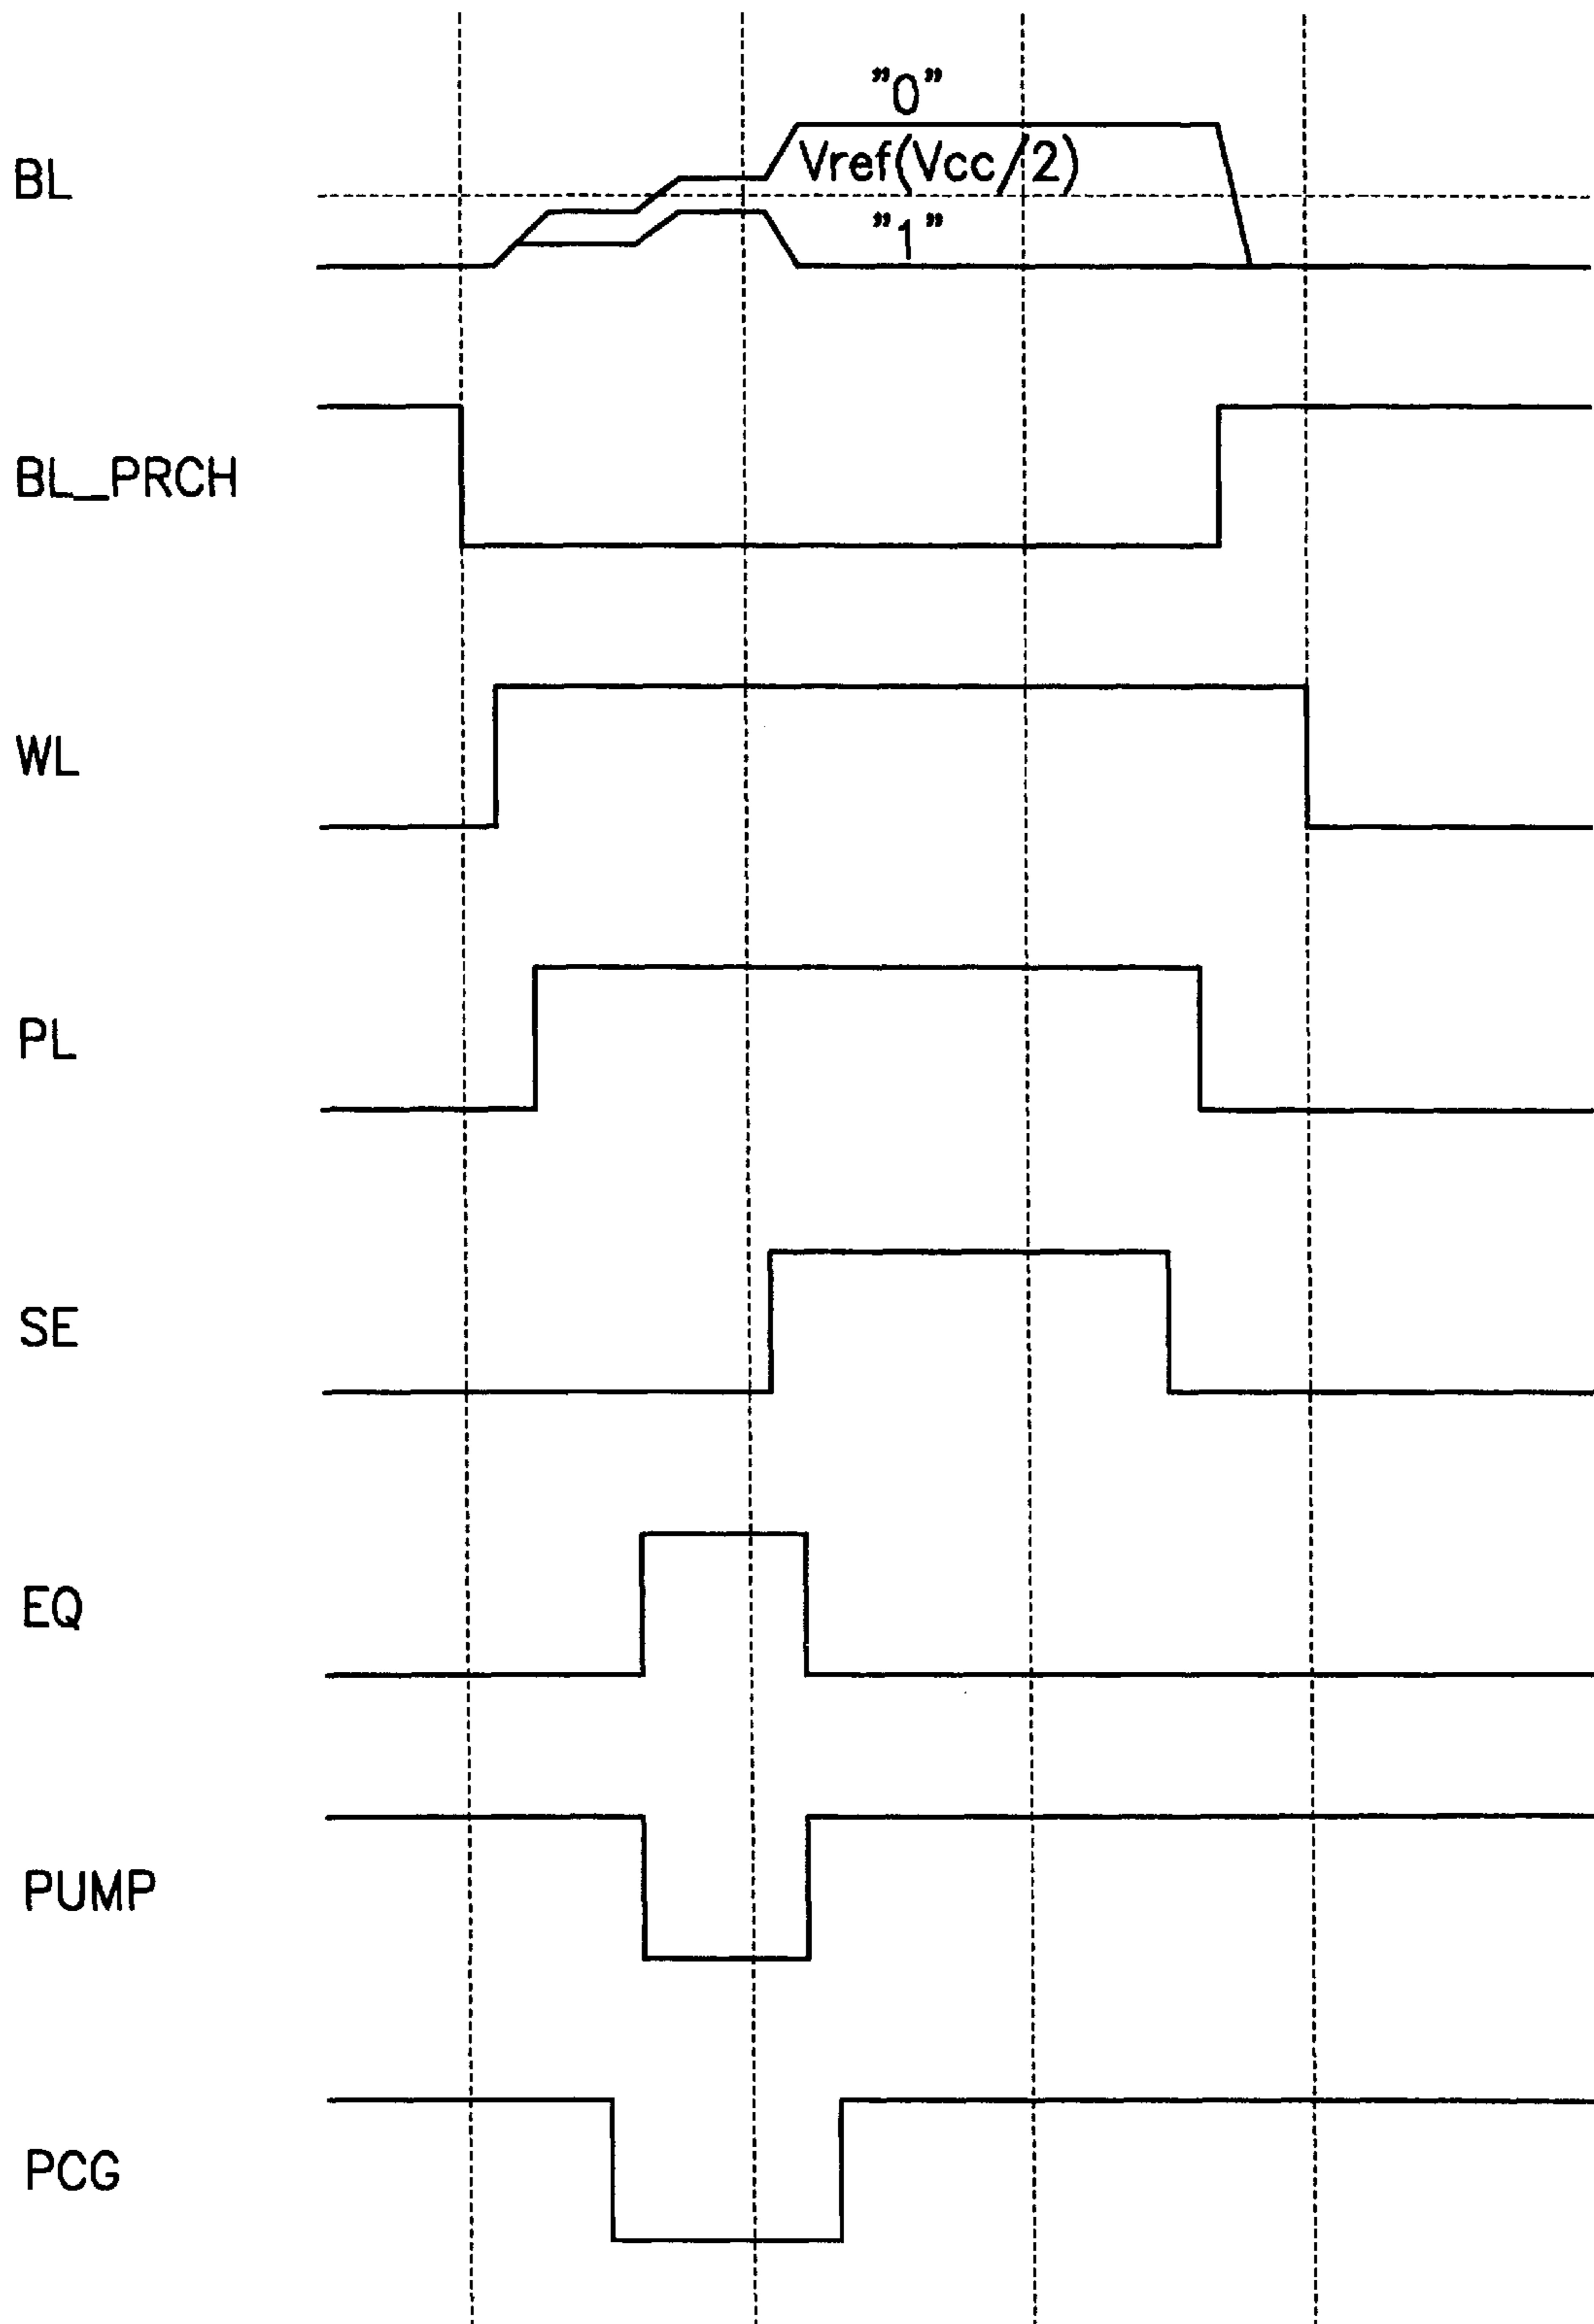 "0"
BL
Vref(Vcc/2)
"1"
BL_PRCH
WL
PL
SE
EQ
PUMP
PCG